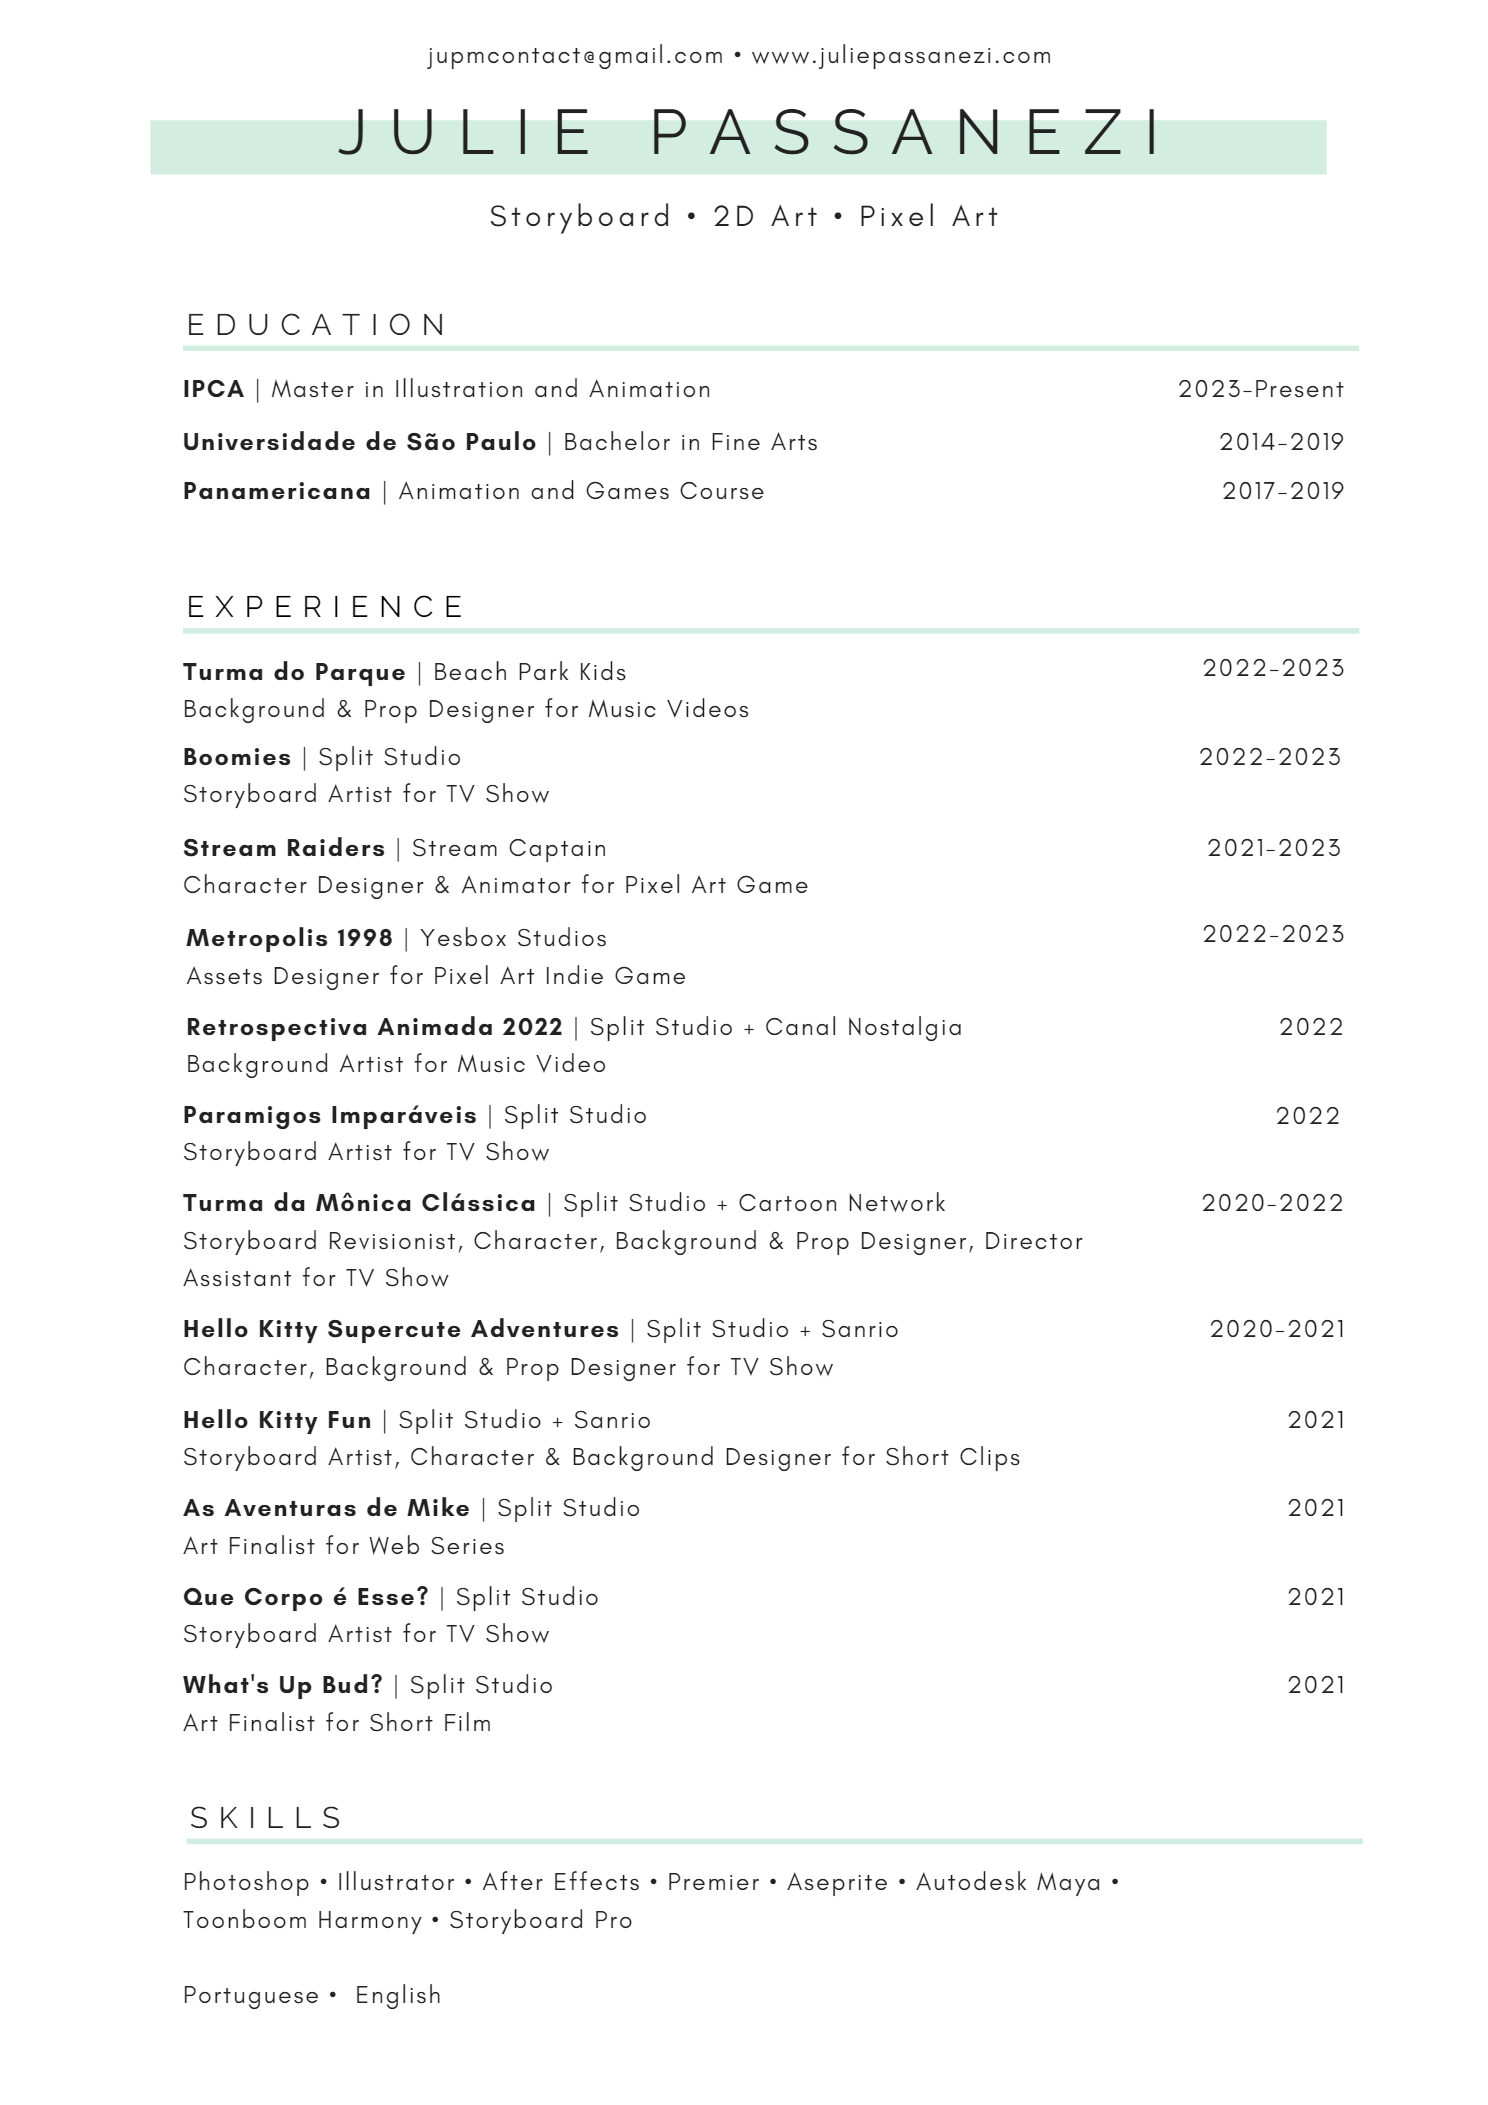 jupmcontact@gmail.com • www.juliepassanezi.com
JULIE PASSANEZI
Storyboard • 2D Art • Pixel Art
EDUCATION
IPCA | Master in Illustration and Animation 2023-Present
Universidade de São Paulo | Bachelor in Fine Arts 2014-2019
Panamericana | Animation and Games Course 2017-2019
EXPERIENCE
Turma do Parque | Beach Park Kids 2022-2023
Background & Prop Designer for Music Videos
Boomies | Split Studio 2022-2023
Storyboard Artist for TV Show
Stream Raiders | Stream Captain 2021-2023
Character Designer & Animator for Pixel Art Game
Metropolis 1998 | Yesbox Studios 2022-2023
Assets Designer for Pixel Art Indie Game
Retrospectiva Animada 2022 | Split Studio + Canal Nostalgia 2022
Background Artist for Music Video
Paramigos Imparáveis | Split Studio 2022
Storyboard Artist for TV Show
Turma da Mônica Clássica | Split Studio + Cartoon Network 2020-2022
Storyboard Revisionist, Character, Background & Prop Designer, Director
Assistant for TV Show
Hello Kitty Supercute Adventures | Split Studio + Sanrio 2020-2021
Character, Background & Prop Designer for TV Show
Hello Kitty Fun | Split Studio + Sanrio 2021
Storyboard Artist, Character & Background Designer for Short Clips
As Aventuras de Mike | Split Studio 2021
Art Finalist for Web Series
Que Corpo é Esse? | Split Studio 2021
Storyboard Artist for TV Show
What's Up Bud? | Split Studio 2021
Art Finalist for Short Film
SKILLS
Photoshop • Illustrator • After Effects • Premier • Aseprite • Autodesk Maya •
Toonboom Harmony • Storyboard Pro
Portuguese • English